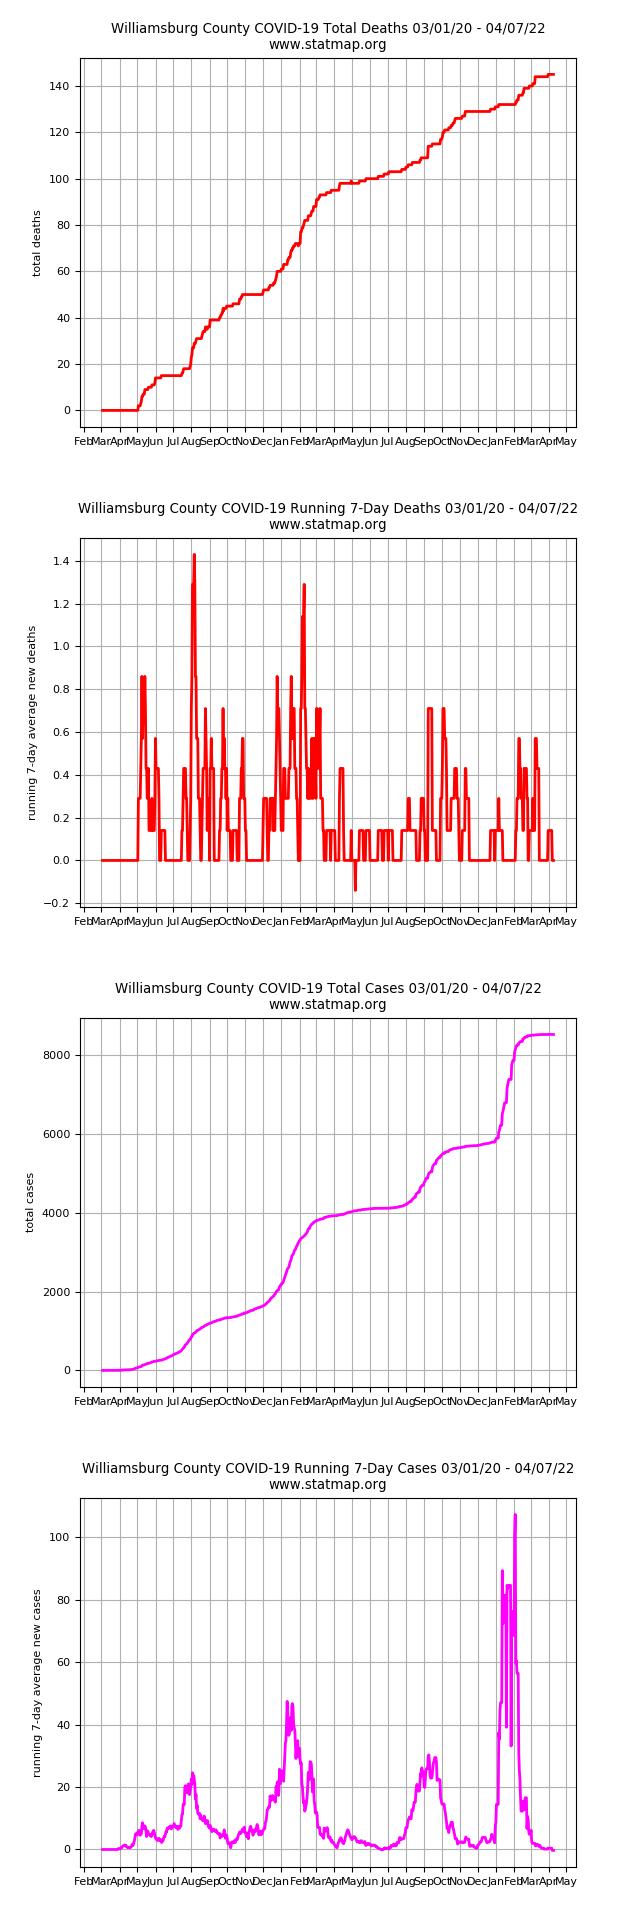 Williamsburg County COVID-19 Total Deaths 03/01/20 - 04/07/22
www.statmap.org
140
120
100
80
60
40
20
0
total deaths
Feb Mar Apr May Jun Jul Aug Sep Oct Nov Dec Jan Feb Mar Apr May Jun Jul Aug Sep Oct Nov Dec Jan Feb Mar Apr May
Williamsburg County COVID-19 Running 7-Day Deaths 03/01/20 - 04/07/22
www.statmap.org
1.4
1.2
1.0
0.8
0.6
0.4
0.2
0.0
−0.2
running 7-day average new deaths
Feb Mar Apr May Jun Jul Aug Sep Oct Nov Dec Jan Feb Mar Apr May Jun Jul Aug Sep Oct Nov Dec Jan Feb Mar Apr May
Williamsburg County COVID-19 Total Cases 03/01/20 - 04/07/22
www.statmap.org
8000
6000
4000
2000
0
total cases
Feb Mar Apr May Jun Jul Aug Sep Oct Nov Dec Jan Feb Mar Apr May Jun Jul Aug Sep Oct Nov Dec Jan Feb Mar Apr May
Williamsburg County COVID-19 Running 7-Day Cases 03/01/20 - 04/07/22
www.statmap.org
100
80
60
40
20
0
running 7-day average new cases
Feb Mar Apr May Jun Jul Aug Sep Oct Nov Dec Jan Feb Mar Apr May Jun Jul Aug Sep Oct Nov Dec Jan Feb Mar Apr May